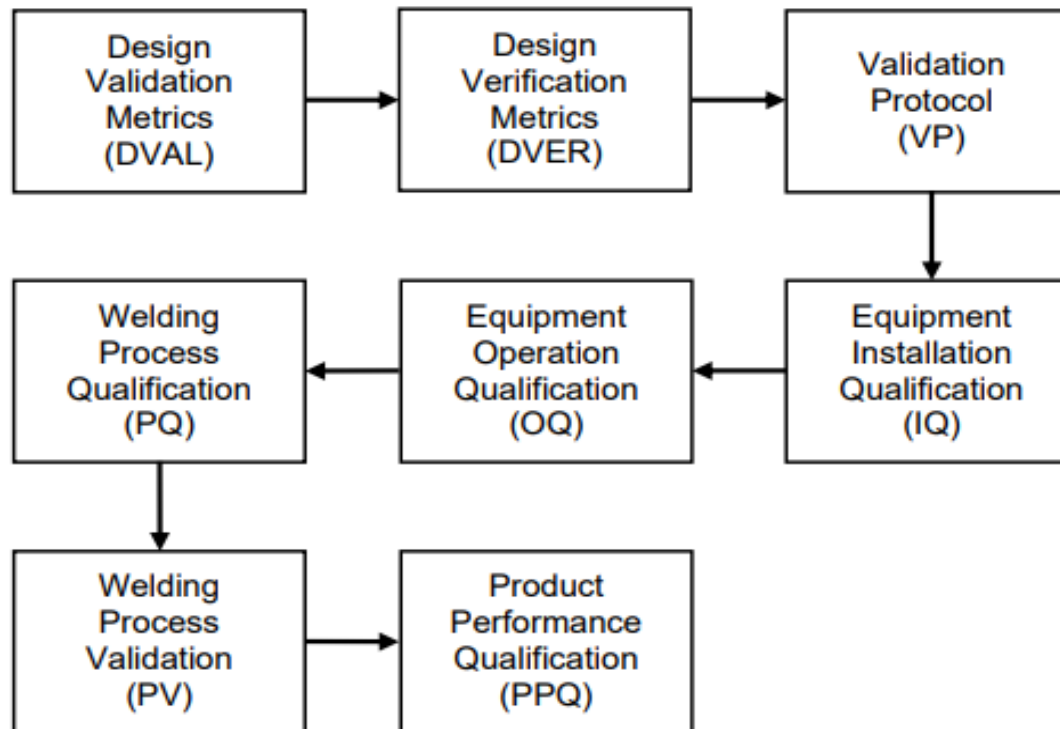 Design
Validation
Metrics
(DVAL)
Design
Verification
Metrics
(DVER)
Validation
Protocol
(VP)
Equipment
Installation
Qualification
(IQ)
Equipment
Operation
Qualification
(OQ)
Welding
Process
Qualification
(PQ)
Welding
Process
Validation
(PV)
Product
Performance
Qualification
(PPQ)